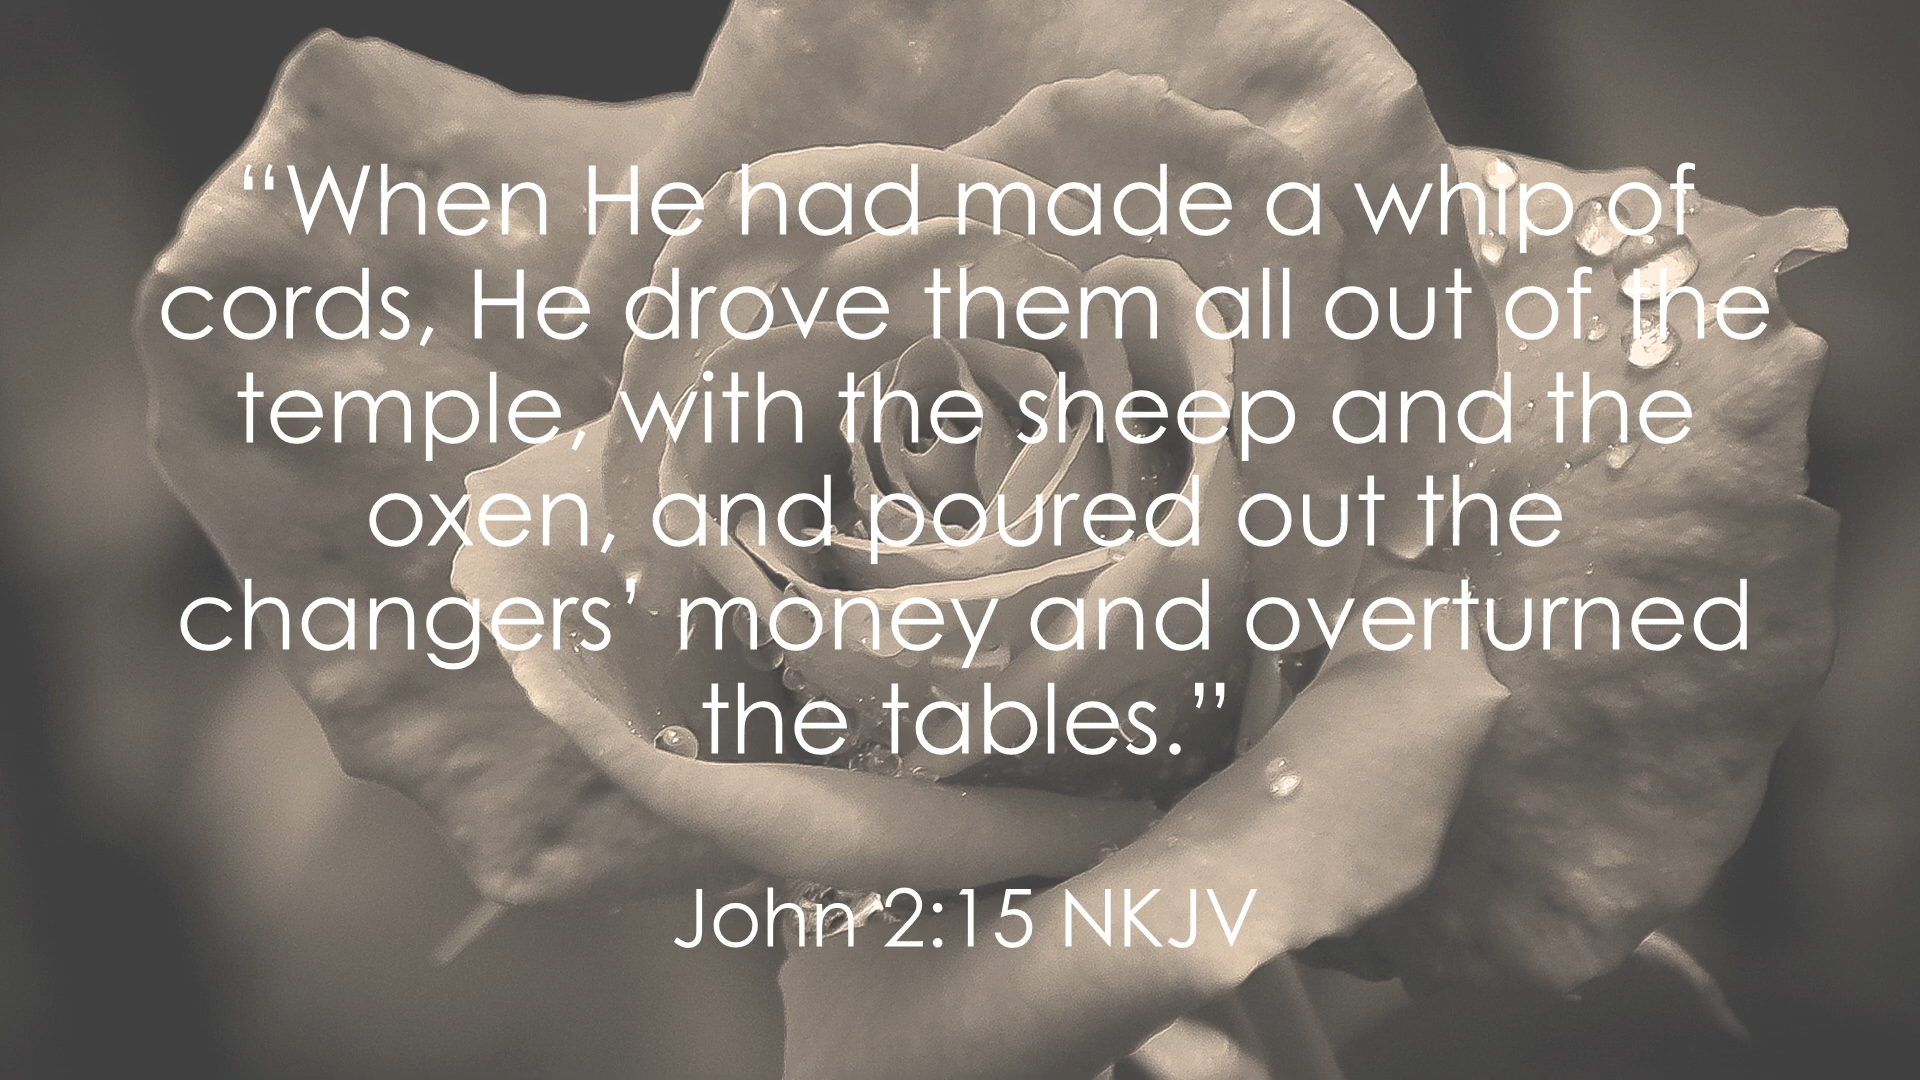 “When He had made a whip of
cords, He drove them all out of the
temple, with the sheep and the
oxen, and poured out the
changers’ money and overturned
the tables.”
John 2:15 NKJV